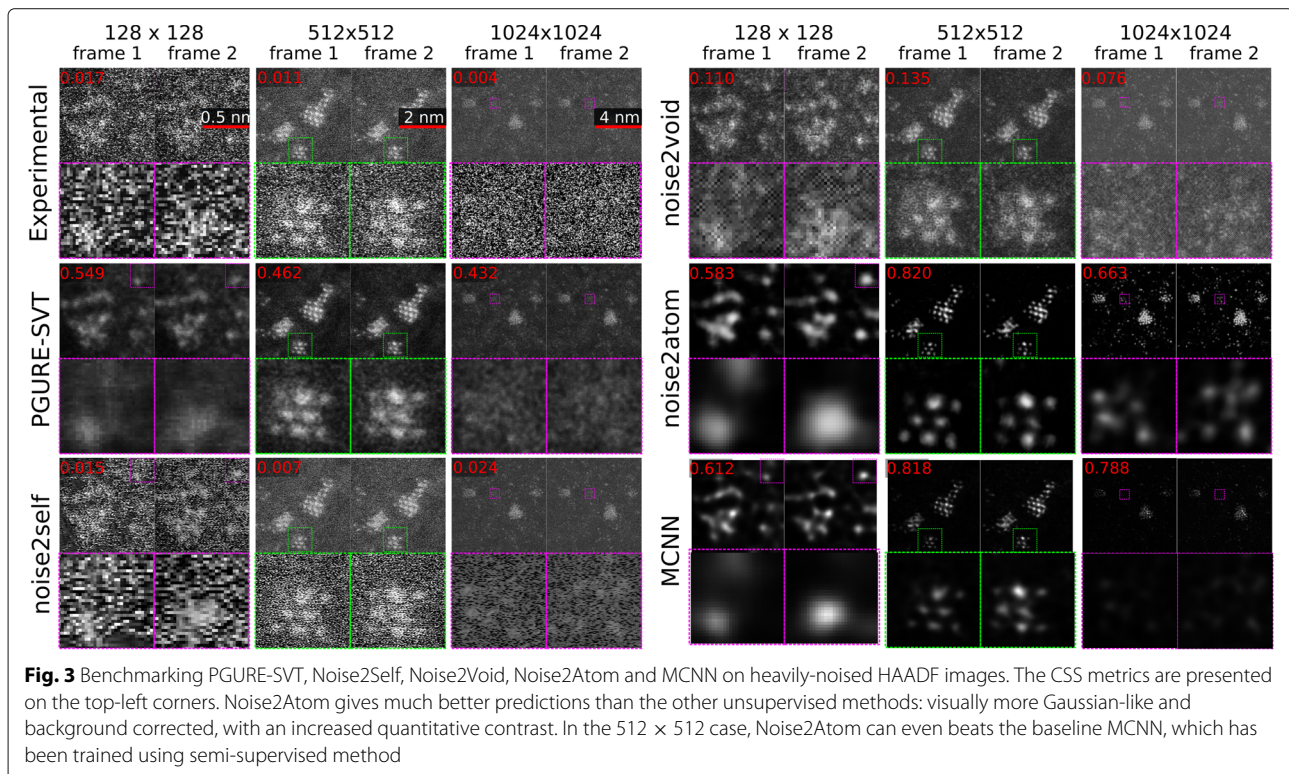 128 x 128 512x512 1024x1024 128 x 128 512x512 1024x1024
frame 1 frame 2 frame 1 frame 2 frame 1 frame 2 frame 1 frame 2 frame 1 frame 2 frame 1 frame 2
Experimental
0.017 0.011 0.004
0.5 nm 2 nm 4 nm
noise2void
0.110 0.135 0.076
PGURE-SVT
0.549 0.462 0.432
noise2atom
0.583 0.820 0.663
noise2self
0.015 0.007 0.024
MCNN
0.612 0.818 0.788
Fig. 3 Benchmarking PGURE-SVT, Noise2Self, Noise2Void, Noise2Atom and MCNN on heavily-noised HAADF images. The CSS metrics are presented
on the top-left corners. Noise2Atom gives much better predictions than the other unsupervised methods: visually more Gaussian-like and
background corrected, with an increased quantitative contrast. In the 512 × 512 case, Noise2Atom can even beats the baseline MCNN, which has
been trained using semi-supervised method